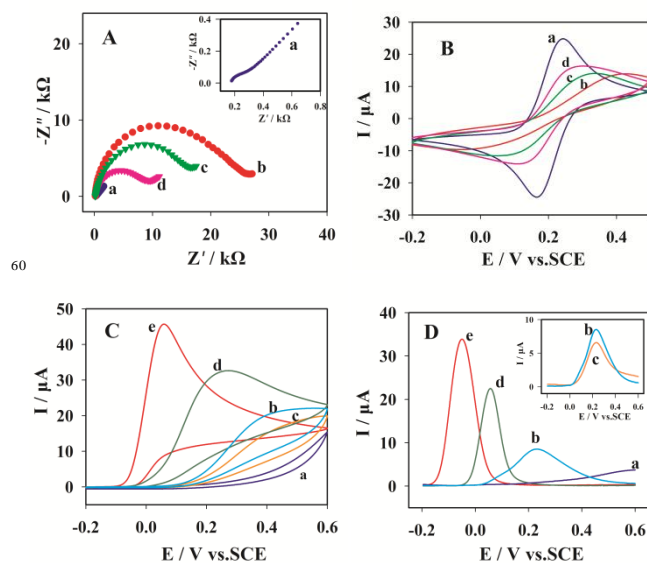 A
0.4
a
-Z″ / kΩ
0.2
0.0
0.2 0.4 0.6 0.8
Z′ / kΩ
-20
-Z″ / kΩ
-10
0
b
c
a
d
0 10 20 30 40
Z′ / kΩ
B
30
20
10
0
-10
-20
-30
I / µA
a
d
c
b
-0.2 0.0 0.2 0.4
E / V vs.SCE
60
C
50
40
30
20
10
0
I / µA
e
d
b
c
a
-0.2 0.0 0.2 0.4 0.6
E / V vs.SCE
D
40
30
20
10
0
I / µA
e
d
b
a
10
5
0
I / µA
b
c
-0.2 0.0 0.2 0.4 0.6
E / V vs.SCE
-0.2 0.0 0.2 0.4 0.6
E / V vs.SCE